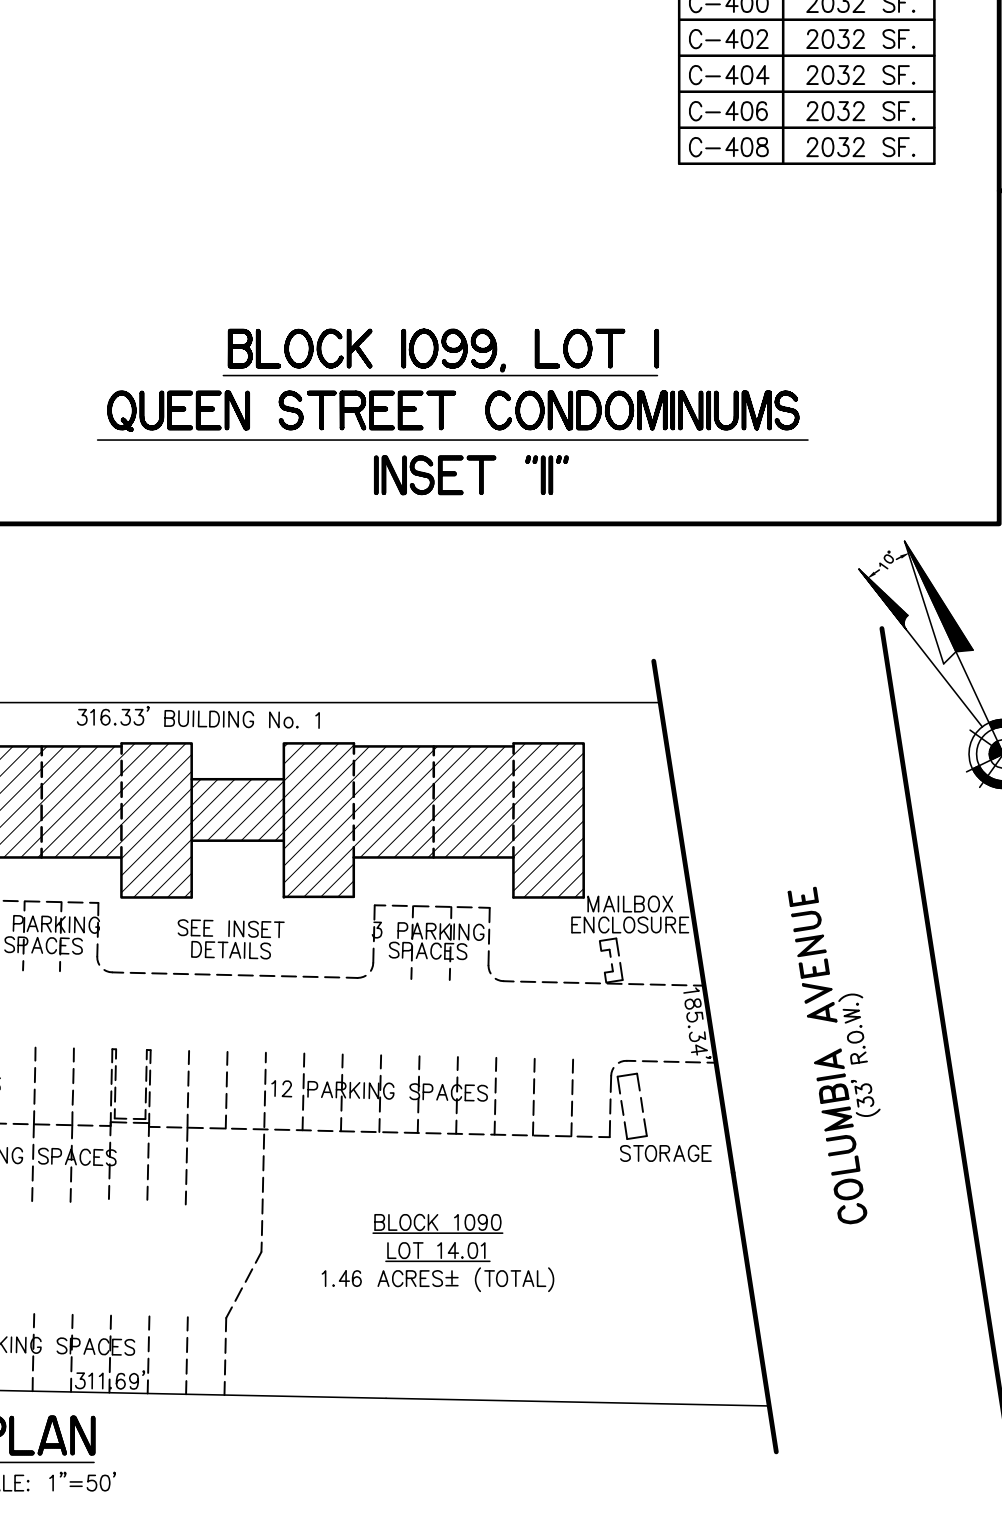 C-400 2032 SF.
C-402 2032 SF.
C-404 2032 SF.
C-406 2032 SF.
C-408 2032 SF.
BLOCK 1099, LOT 1
QUEEN STREET CONDOMINIUMS
INSET "II"
10°
316.33' BUILDING No. 1
PARKING
SPACES
SEE INSET
DETAILS
3 PARKING
SPACES
MAILBOX
ENCLOSURE
185.34'
COLUMBIA AVENUE
(33' R.O.W.)
12 PARKING SPACES
NG SPACES
STORAGE
BLOCK 1090
LOT 14.01
1.46 ACRES± (TOTAL)
KING SPACES
311.69'
PLAN
LE: 1"=50'